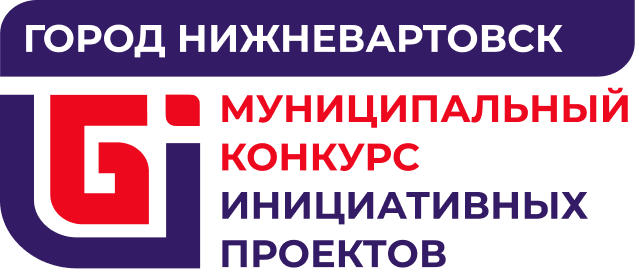 ГОРОД НИЖНЕВАРТОВСК
МУНИЦИПАЛЬНЫЙ
КОНКУРС
ИНИЦИАТИВНЫХ
ПРОЕКТОВ